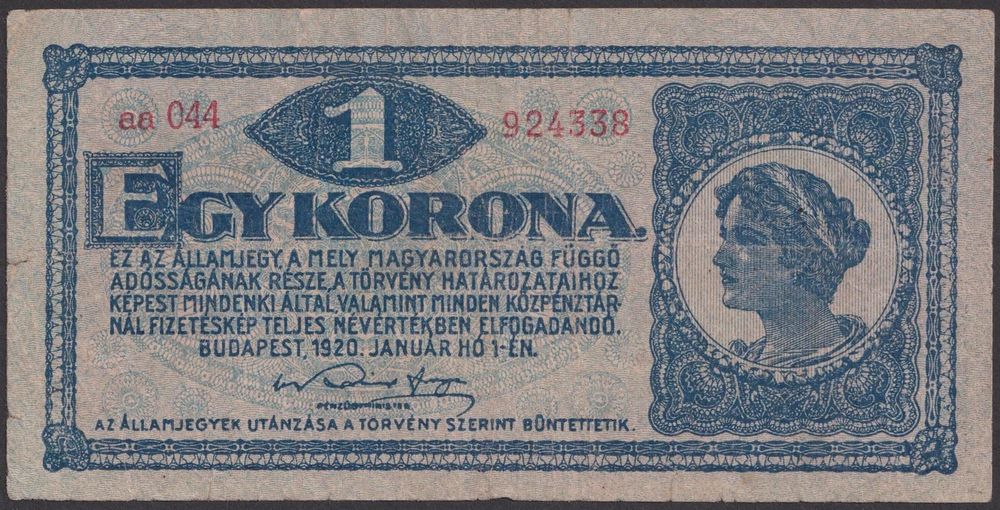 aa 044
1
924338
EGY KORONA.
EZ AZ ÁLLAMJEGY, A MELY MAGYARORSZÁG FÜGGŐ
ADÓSSÁGÁNAK RÉSZE, A TÖRVÉNY HATÁROZATAIHOZ
KÉPEST MINDENKI ÁLTAL, VALAMINT MINDEN KÖZPÉNZTÁR-
NÁL FIZETÉSKÉP TELJES NÉVÉRTÉKBEN ELFOGADANDÓ.
BUDAPEST, 1920. JANUÁR HÓ 1-ÉN.
PÉNZÜGYMINISTER
AZ ÁLLAMJEGYEK UTÁNZÁSA A TÖRVÉNY SZERINT BÜNTETTETIK.